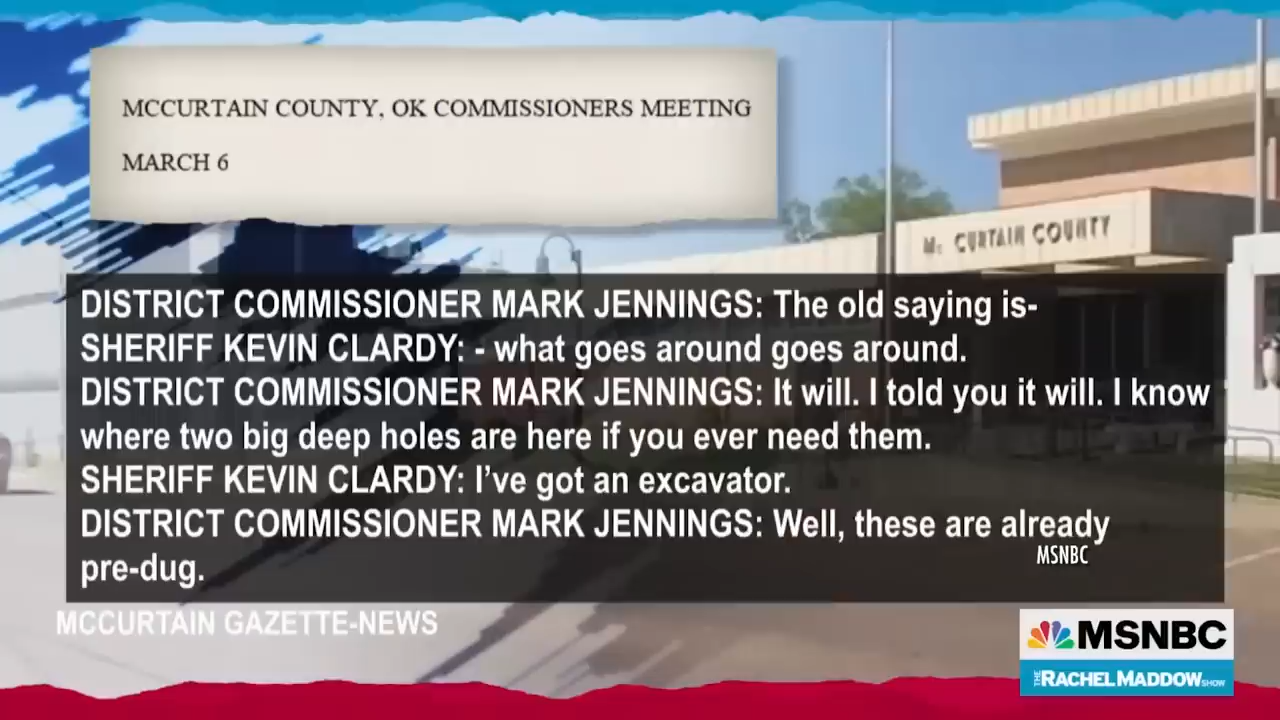 MCCURTAIN COUNTY, OK COMMISSIONERS MEETING
MARCH 6
Mc CURTAIN COUNTY
DISTRICT COMMISSIONER MARK JENNINGS: The old saying is-
SHERIFF KEVIN CLARDY: - what goes around goes around.
DISTRICT COMMISSIONER MARK JENNINGS: It will. I told you it will. I know
where two big deep holes are here if you ever need them.
SHERIFF KEVIN CLARDY: I’ve got an excavator.
DISTRICT COMMISSIONER MARK JENNINGS: Well, these are already
pre-dug.
MSNBC
MCCURTAIN GAZETTE-NEWS
MSNBC
THE RACHEL MADDOW SHOW